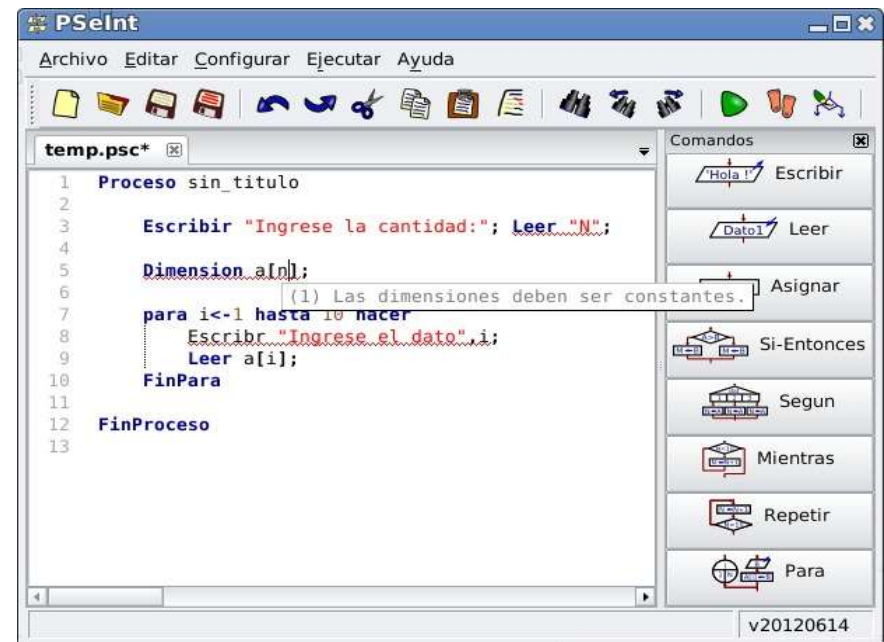 PSeInt
Archivo Editar Configurar Ejecutar Ayuda
temp.psc*
Comandos
1 Proceso sin_titulo
2
3 Escribir "Ingrese la cantidad:"; Leer "N";
4
5 Dimension a[n];
(1) Las dimensiones deben ser constantes.
6
7 para i<-1 hasta 10 hacer
8 Escribr "Ingrese el dato",i;
9 Leer a[i];
10 FinPara
11
12 FinProceso
13
'Hola !' Escribir
Dato1 Leer
Asignar
Si-Entonces
Segun
Mientras
Repetir
Para
v20120614